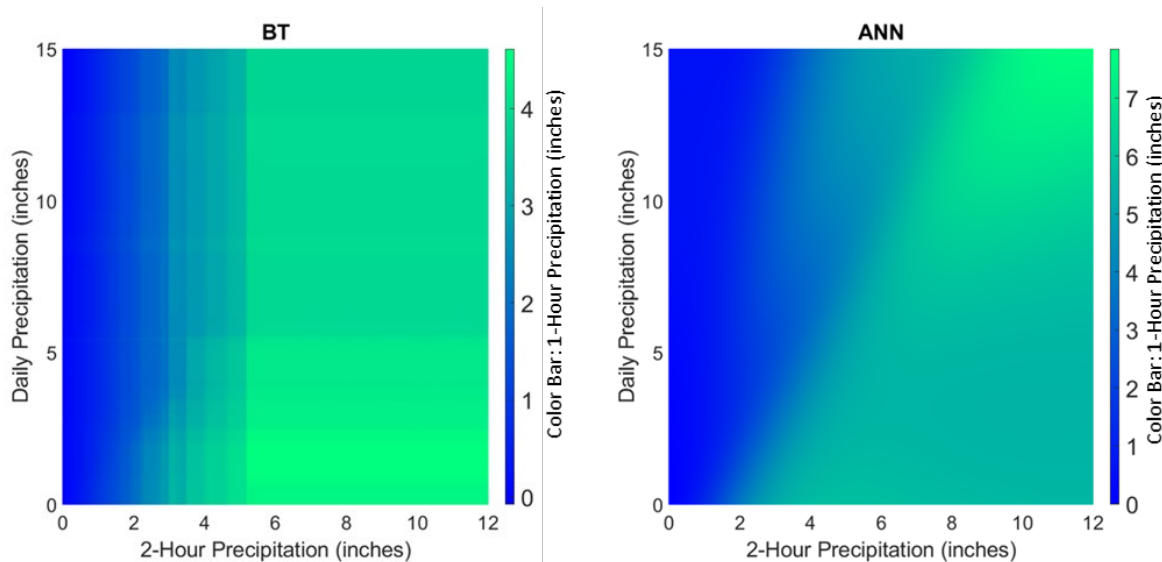 BT
15
10
5
0
Daily Precipitation (inches)
0 2 4 6 8 10 12
2-Hour Precipitation (inches)
4
3
2
1
0
Color Bar:1-Hour Precipitation (inches)
ANN
15
10
5
0
Daily Precipitation (inches)
0 2 4 6 8 10 12
2-Hour Precipitation (inches)
7
6
5
4
3
2
1
0
Color Bar:1-Hour Precipitation (inches)